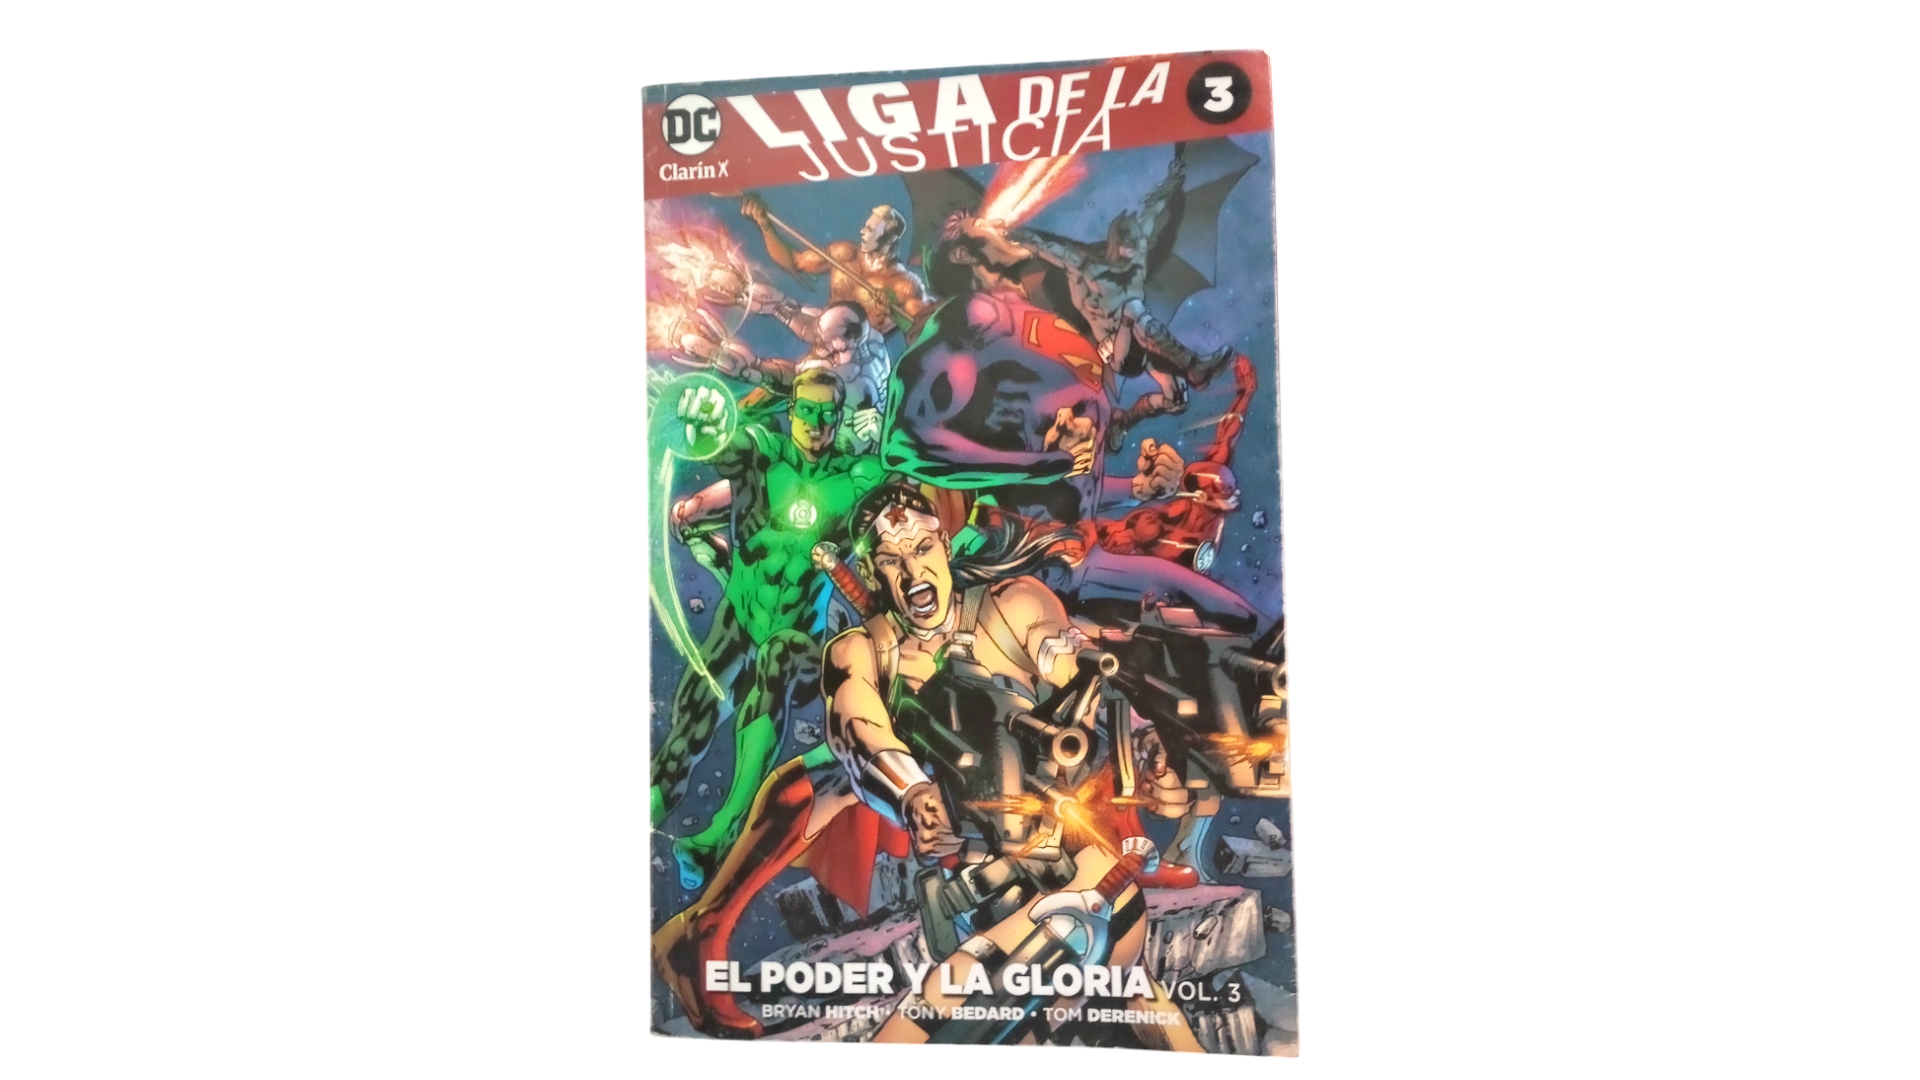 DC
Clarín
LIGA DE LA
JUSTICIA
3
EL PODER Y LA GLORIA VOL. 3
BRYAN HITCH • TONY BEDARD • TOM DERENICK